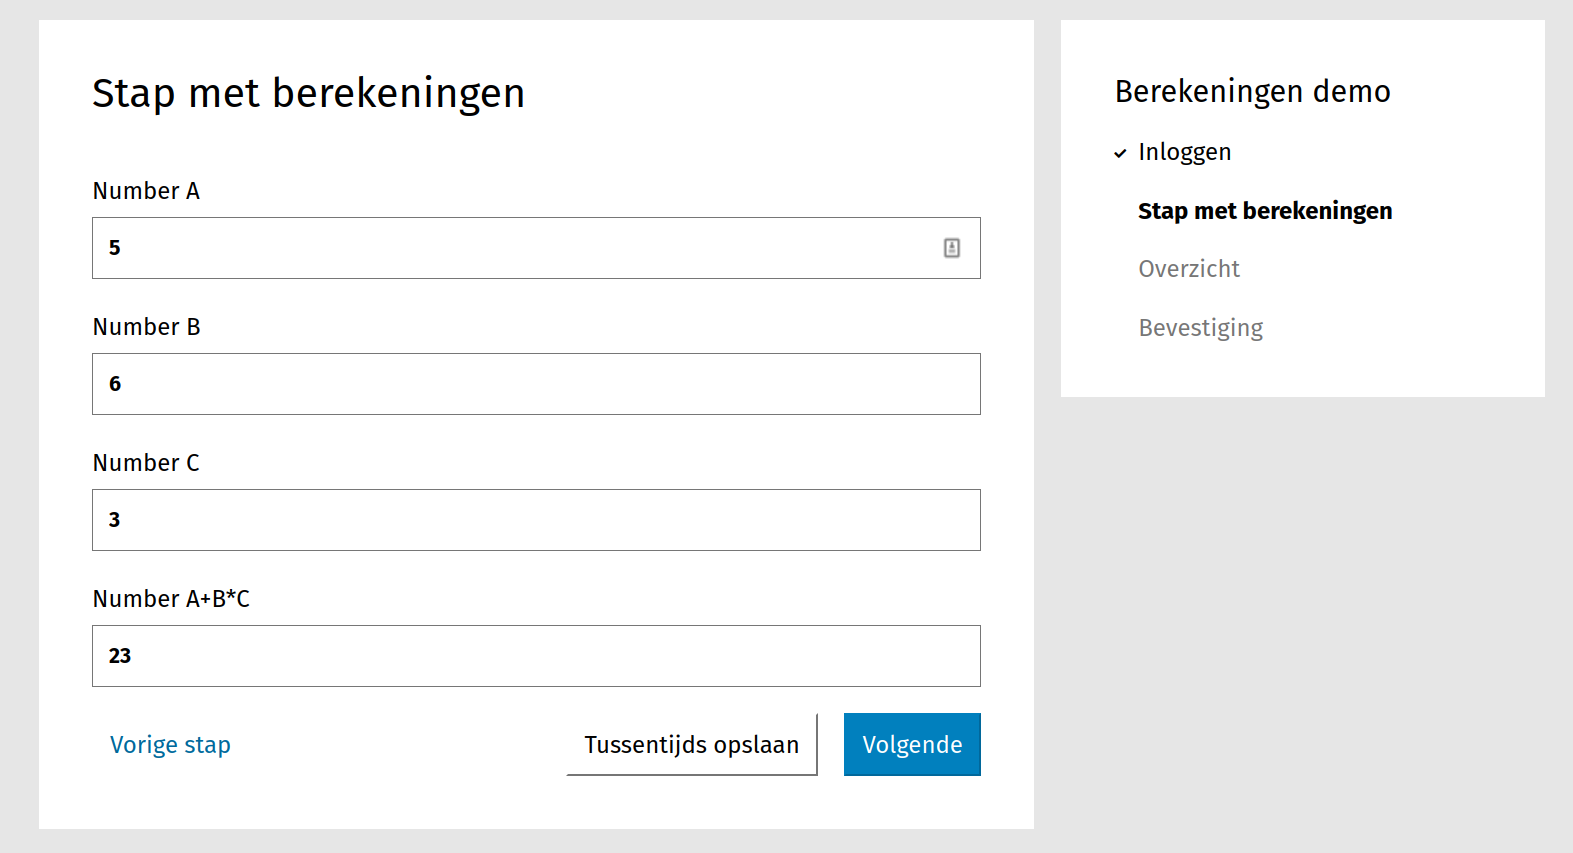 Stap met berekeningen
Number A
5
Number B
6
Number C
3
Number A+B*C
23
Vorige stap
Tussentijds opslaan
Volgende
Berekeningen demo
Inloggen
Stap met berekeningen
Overzicht
Bevestiging